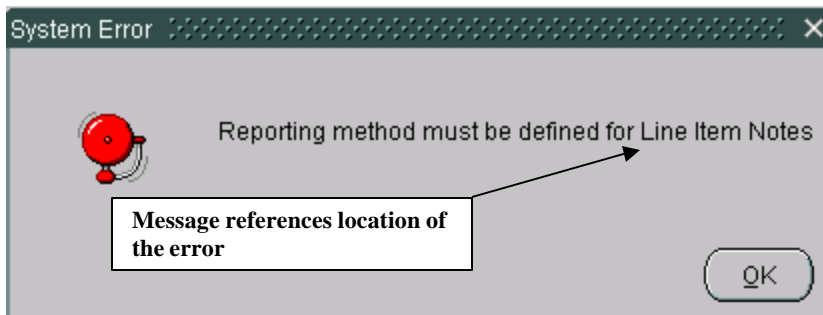 System Error
Reporting method must be defined for Line Item Notes
Message references location of
the error
OK